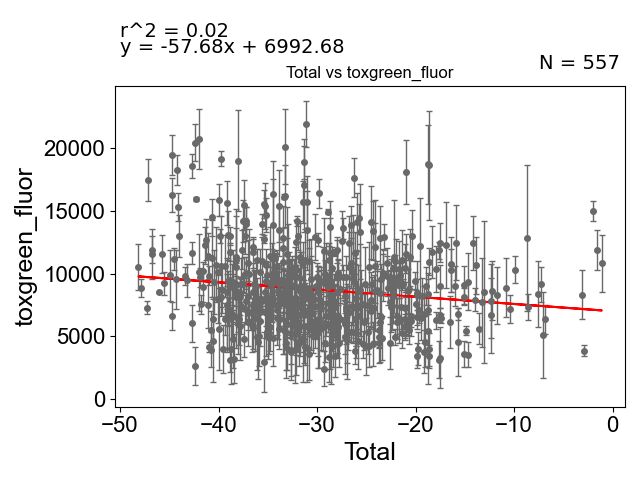 r^2 = 0.02
y = -57.68x + 6992.68
N = 557
Total vs toxgreen_fluor
toxgreen_fluor
20000
15000
10000
5000
0
−50 −40 −30 −20 −10 0
Total